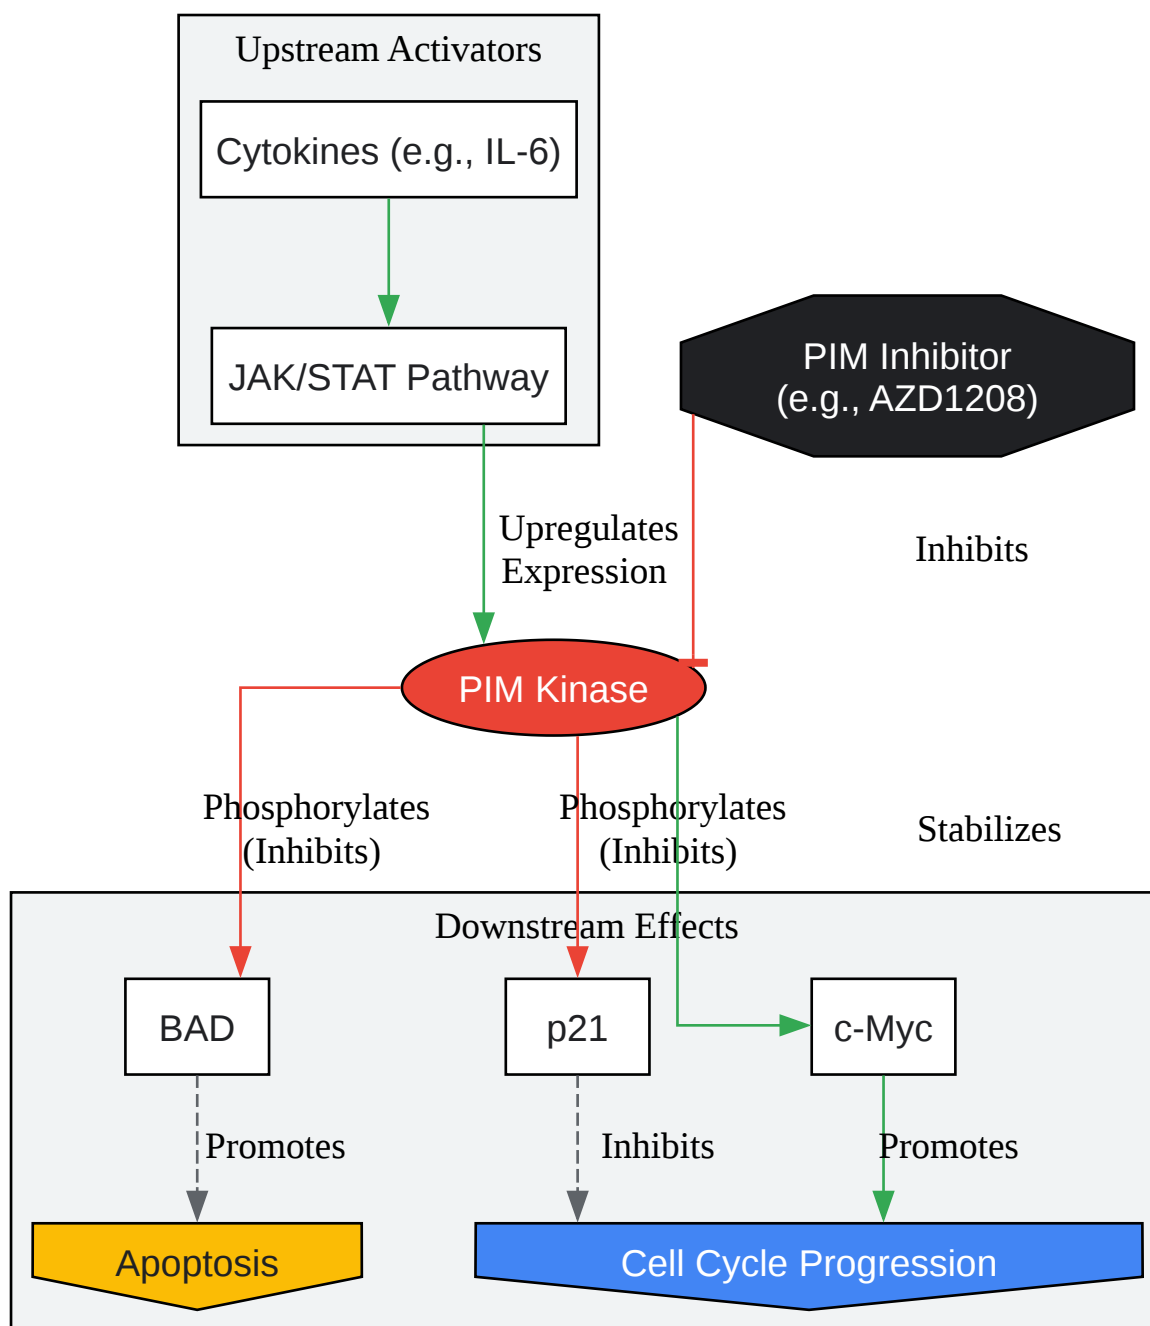 Upstream Activators
Cytokines (e.g., IL-6)
JAK/STAT Pathway
PIM Inhibitor
(e.g., AZD1208)
Upregulates
Expression
Inhibits
PIM Kinase
Phosphorylates
(Inhibits)
Phosphorylates
(Inhibits)
Stabilizes
Downstream Effects
BAD
p21
c-Myc
Promotes
Inhibits
Promotes
Apoptosis
Cell Cycle Progression